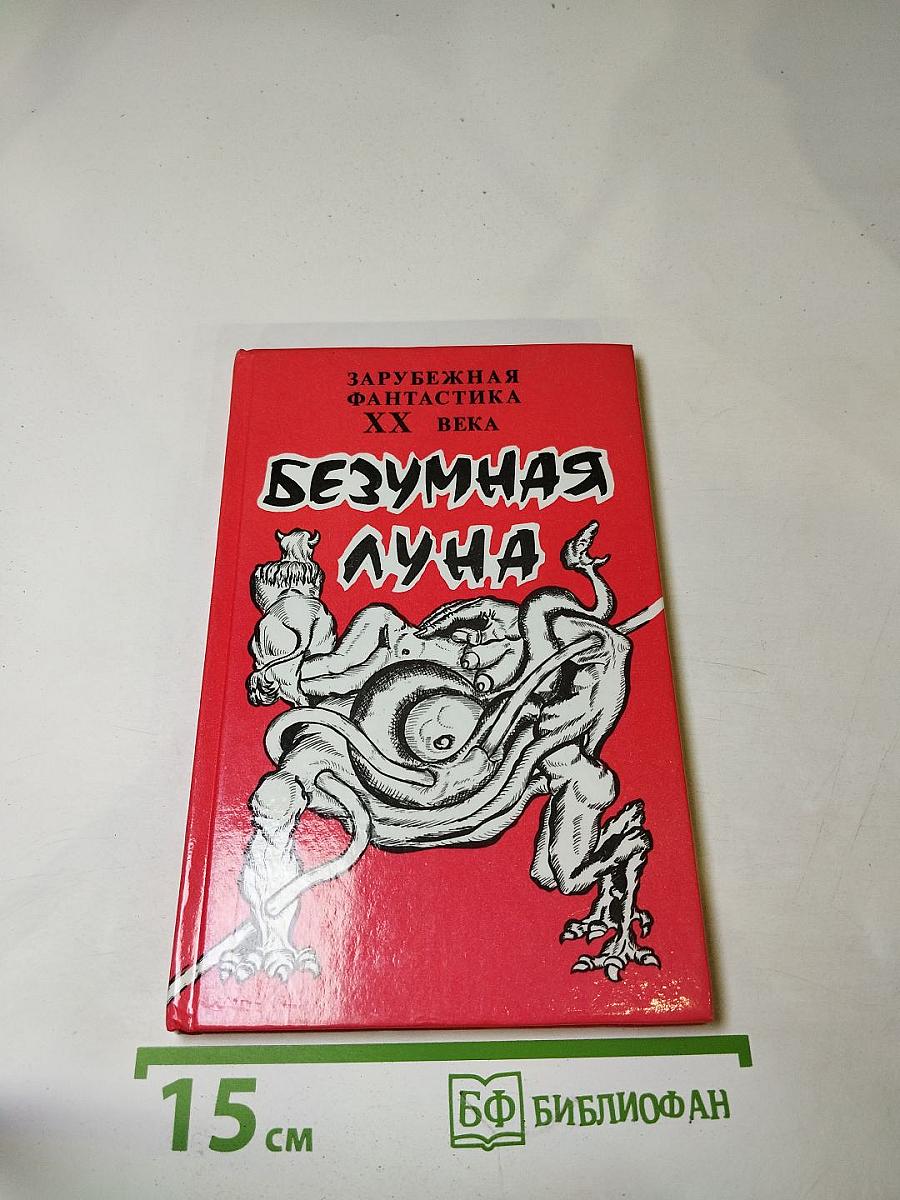 ЗАРУБЕЖНАЯ
ФАНТАСТИКА
XX ВЕКА
БЕЗУМНАЯ
ЛУНА
15 см
БФ БИБЛИОФАН